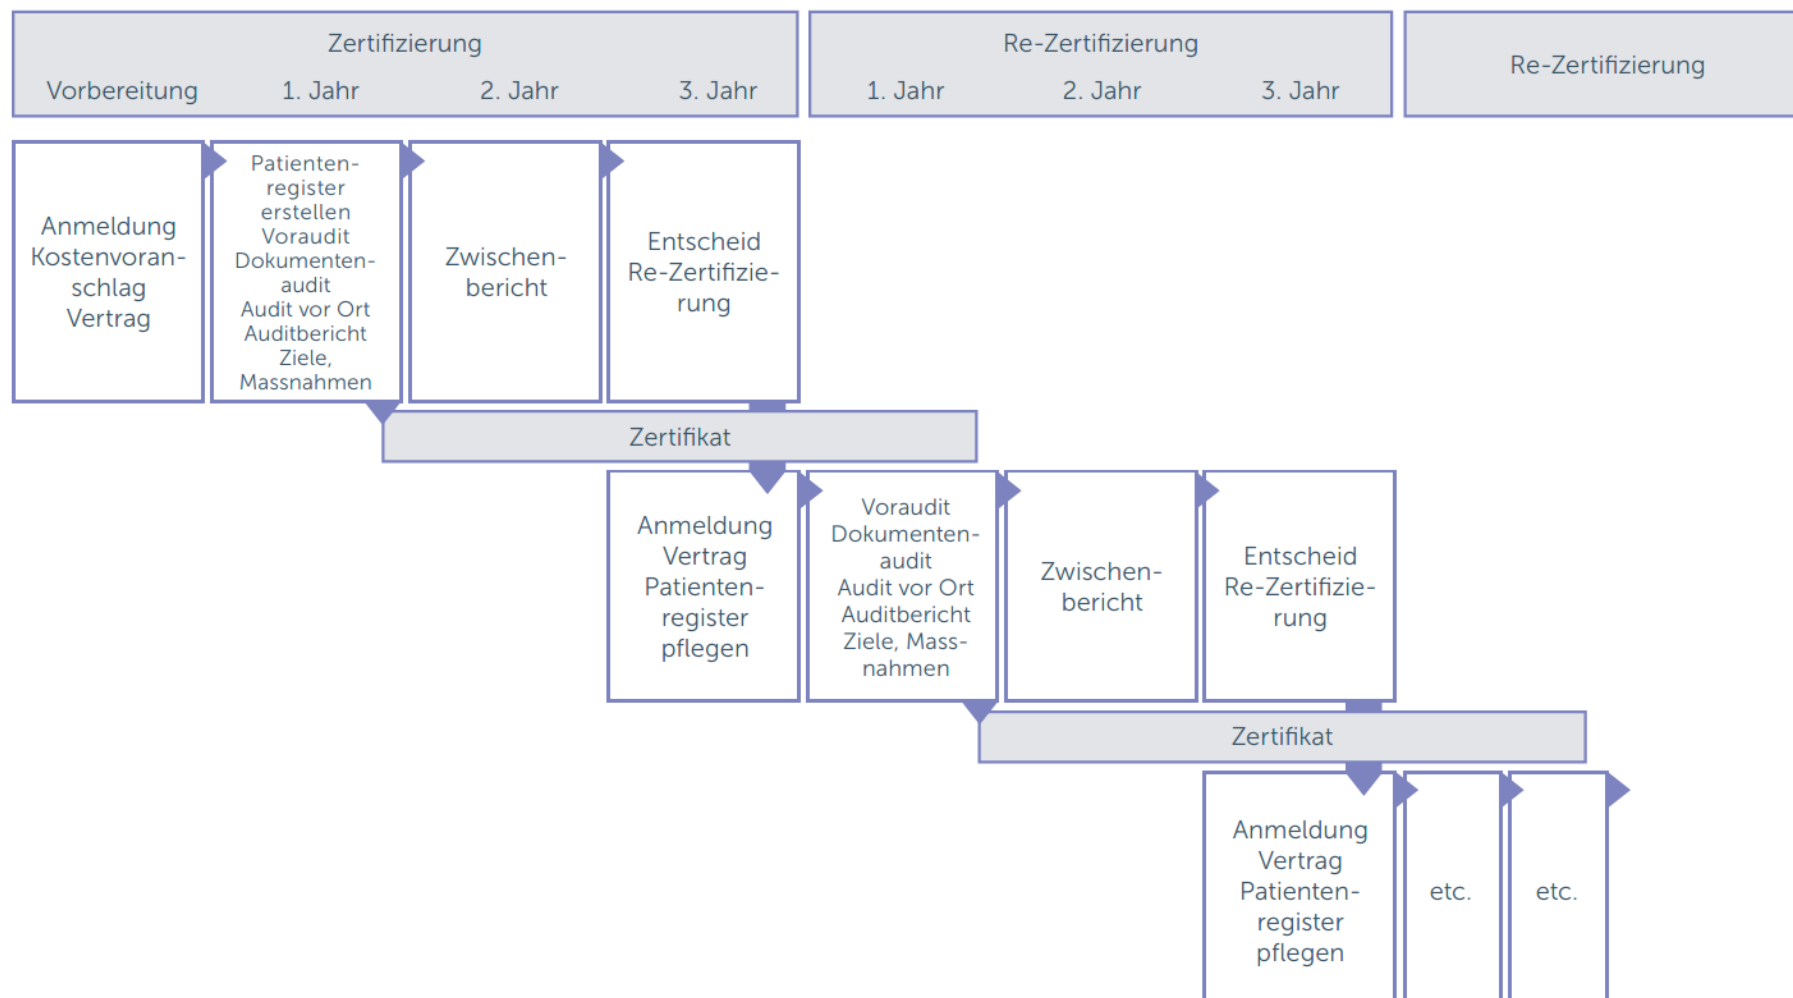 Zertifizierung
Vorbereitung
1. Jahr
2. Jahr
3. Jahr
Re-Zertifizierung
1. Jahr
2. Jahr
3. Jahr
Re-Zertifizierung
Anmeldung
Kostenvoran-
schlag
Vertrag
Patienten-
register
erstellen
Voraudit
Dokumenten-
audit
Audit vor Ort
Auditbericht
Ziele,
Massnahmen
Zwischen-
bericht
Entscheid
Re-Zertifizie-
rung
Zertifikat
Anmeldung
Vertrag
Patienten-
register
pflegen
Voraudit
Dokumenten-
audit
Audit vor Ort
Auditbericht
Ziele, Mass-
nahmen
Zwischen-
bericht
Entscheid
Re-Zertifizie-
rung
Zertifikat
Anmeldung
Vertrag
Patienten-
register
pflegen
etc.
etc.